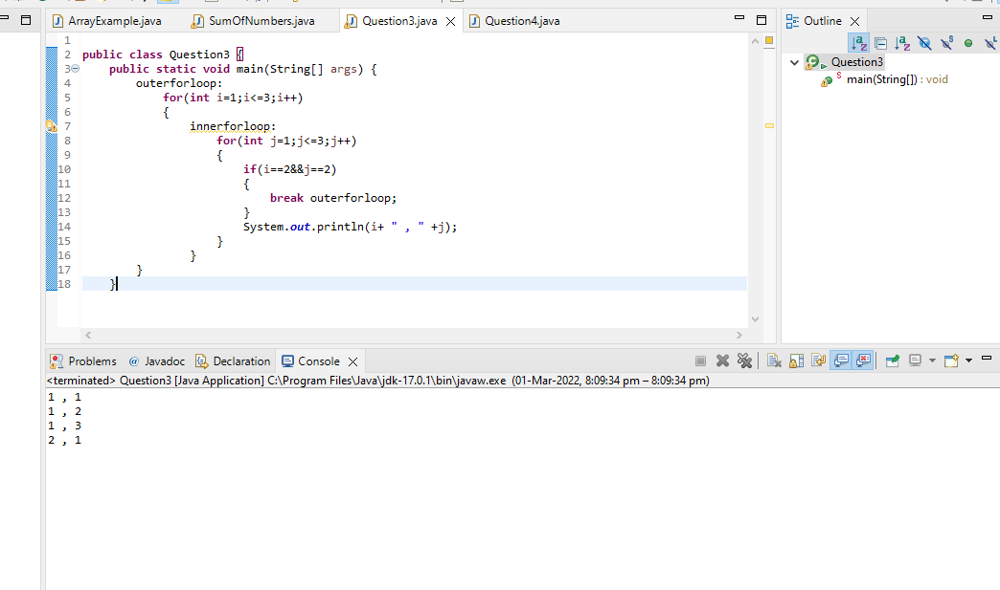 ArrayExample.java SumOfNumbers.java Question3.java Question4.java
1
2 public class Question3 {
3 public static void main(String[] args) {
4 outerforloop:
5 for(int i=1;i<=3;i++)
6 {
7 innerforloop:
8 for(int j=1;j<=3;j++)
9 {
10 if(i==2&&j==2)
11 {
12 break outerforloop;
13 }
14 System.out.println(i+ " , " +j);
15 }
16 }
17 }
18 }
Outline
Question3
main(String[]) : void
Problems @ Javadoc Declaration Console
<terminated> Question3 [Java Application] C:\Program Files\Java\jdk-17.0.1\bin\javaw.exe (01-Mar-2022, 8:09:34 pm – 8:09:34 pm)
1 , 1
1 , 2
1 , 3
2 , 1